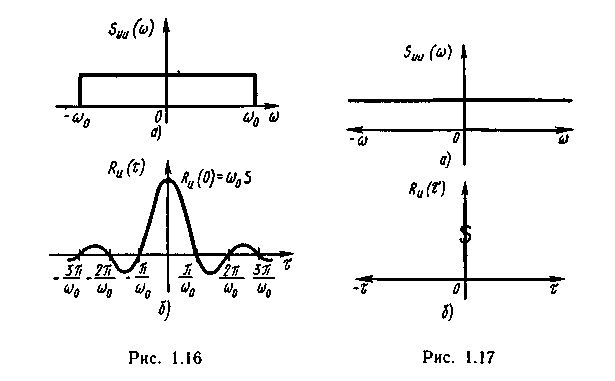 S_uu(ω)
-ω₀ 0 ω₀ ω
а)
R_u(τ) R_u(0)=ω₀S
-3π/ω₀ -2π/ω₀ -π/ω₀ π/ω₀ 2π/ω₀ 3π/ω₀ τ
б)
Рис. 1.16
S_uu(ω)
-ω 0 ω
а)
R_u(τ)
S
-τ 0 τ
б)
Рис. 1.17